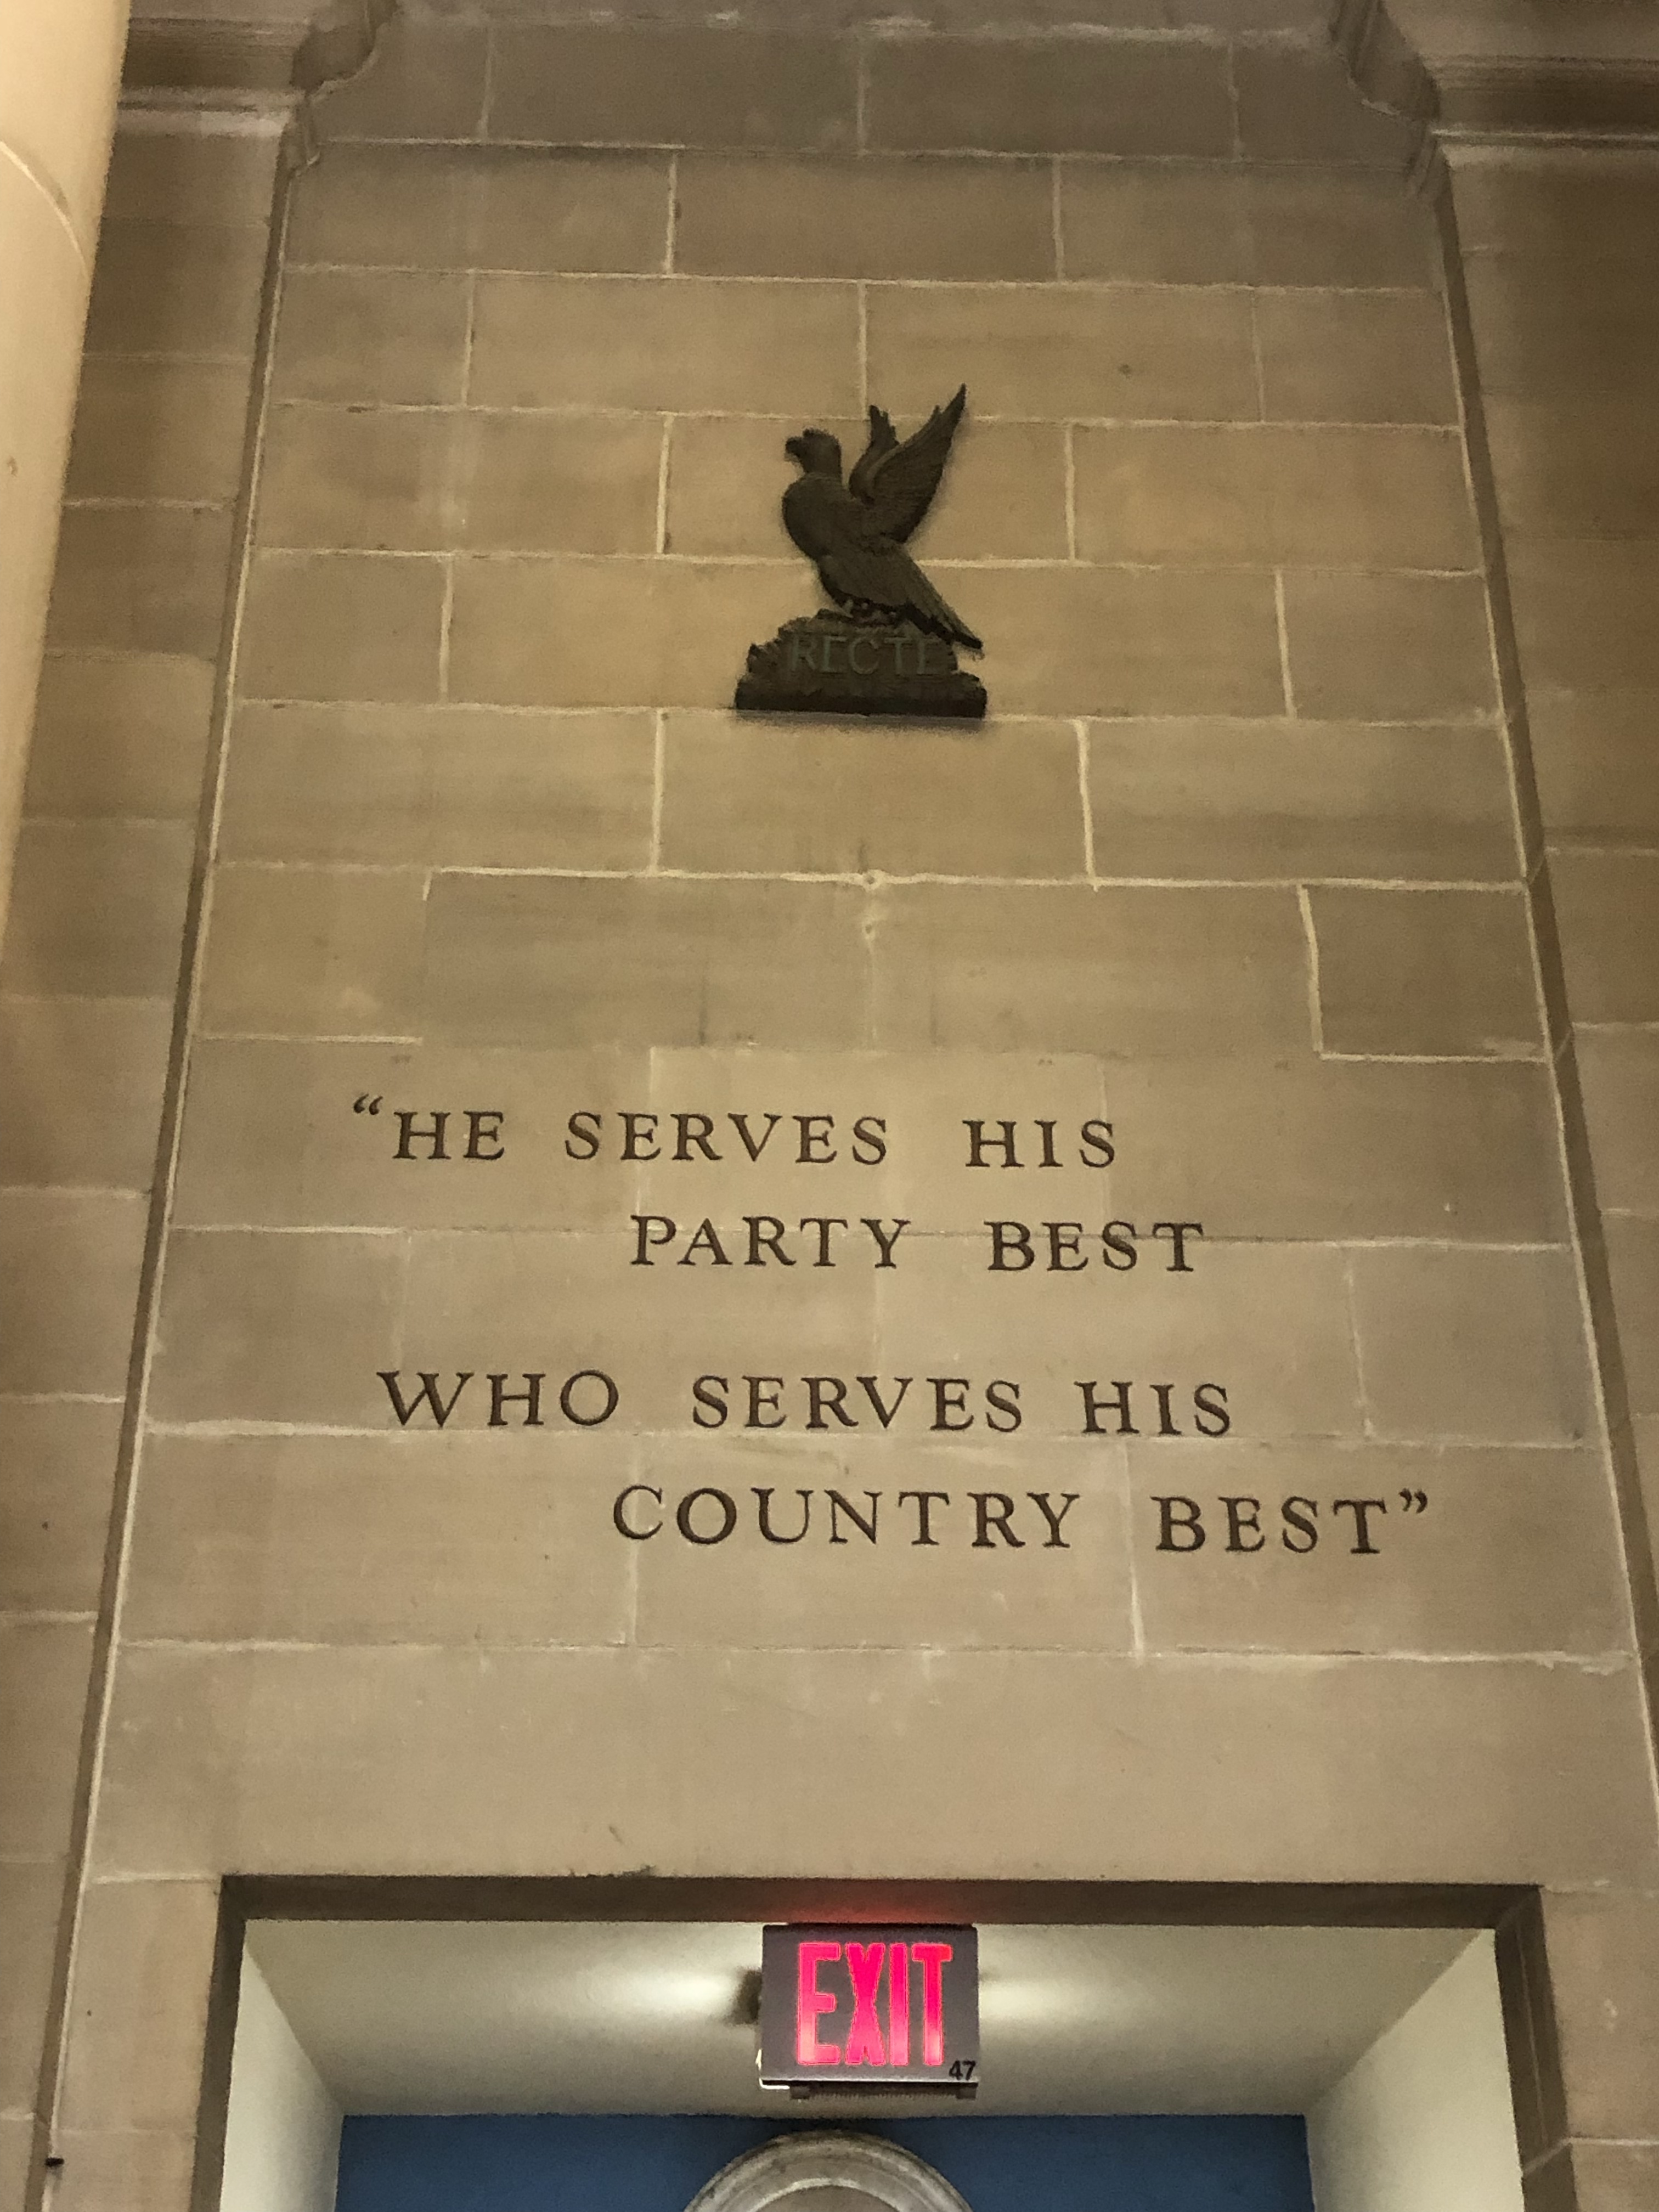 RECTE
“HE SERVES HIS
PARTY BEST
WHO SERVES HIS
COUNTRY BEST”
EXIT
47